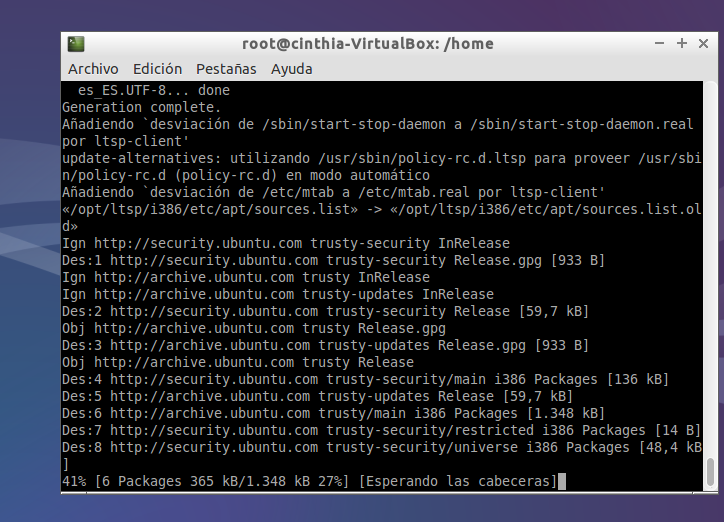 root@cinthia-VirtualBox: /home
Archivo Edición Pestañas Ayuda
es_ES.UTF-8... done
Generation complete.
Añadiendo `desviación de /sbin/start-stop-daemon a /sbin/start-stop-daemon.real
por ltsp-client'
update-alternatives: utilizando /usr/sbin/policy-rc.d.ltsp para proveer /usr/sbi
n/policy-rc.d (policy-rc.d) en modo automático
Añadiendo `desviación de /etc/mtab a /etc/mtab.real por ltsp-client'
«/opt/ltsp/i386/etc/apt/sources.list» -> «/opt/ltsp/i386/etc/apt/sources.list.ol
d»
Ign http://security.ubuntu.com trusty-security InRelease
Des:1 http://security.ubuntu.com trusty-security Release.gpg [933 B]
Ign http://archive.ubuntu.com trusty InRelease
Ign http://archive.ubuntu.com trusty-updates InRelease
Des:2 http://security.ubuntu.com trusty-security Release [59,7 kB]
Obj http://archive.ubuntu.com trusty Release.gpg
Des:3 http://archive.ubuntu.com trusty-updates Release.gpg [933 B]
Obj http://archive.ubuntu.com trusty Release
Des:4 http://security.ubuntu.com trusty-security/main i386 Packages [136 kB]
Des:5 http://archive.ubuntu.com trusty-updates Release [59,7 kB]
Des:6 http://archive.ubuntu.com trusty/main i386 Packages [1.348 kB]
Des:7 http://security.ubuntu.com trusty-security/restricted i386 Packages [14 B]
Des:8 http://security.ubuntu.com trusty-security/universe i386 Packages [48,4 kB
]
41% [6 Packages 365 kB/1.348 kB 27%] [Esperando las cabeceras]